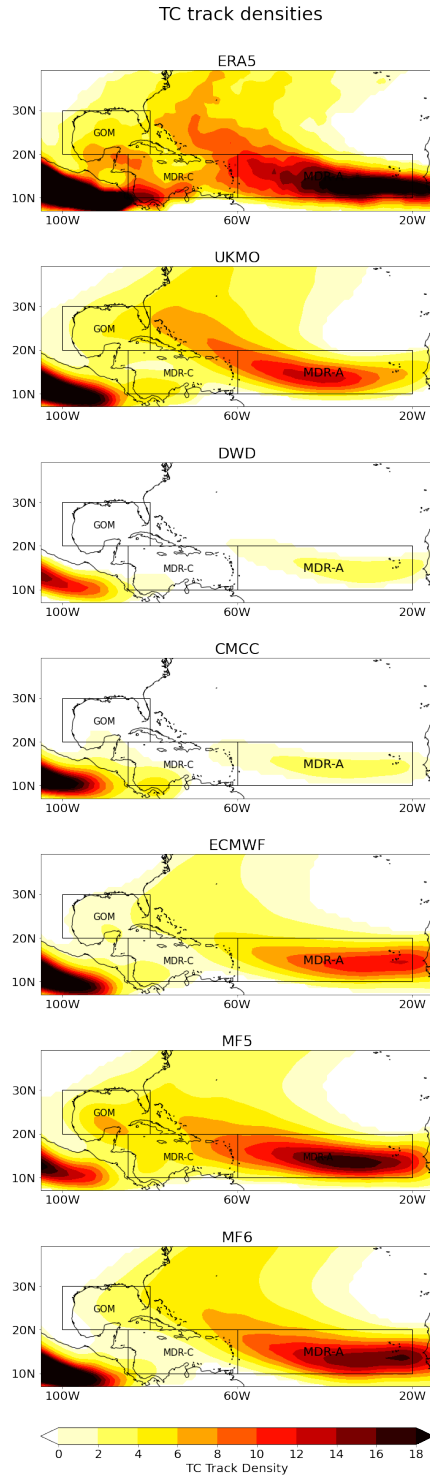 TC track densities
ERA5
30N
GOM
20N
MDR-C
MDR-A
10N
100W 60W 20W
UKMO
30N
GOM
20N
MDR-C MDR-A
10N
100W 60W 20W
DWD
30N
GOM
20N
MDR-C MDR-A
10N
100W 60W 20W
CMCC
30N
GOM
20N
MDR-C MDR-A
10N
100W 60W 20W
ECMWF
30N
GOM
20N
MDR-C MDR-A
10N
100W 60W 20W
MF5
30N
GOM
20N
MDR-C MDR-A
10N
100W 60W 20W
MF6
30N
GOM
20N
MDR-C MDR-A
10N
100W 60W 20W
0 2 4 6 8 10 12 14 16 18
TC Track Density